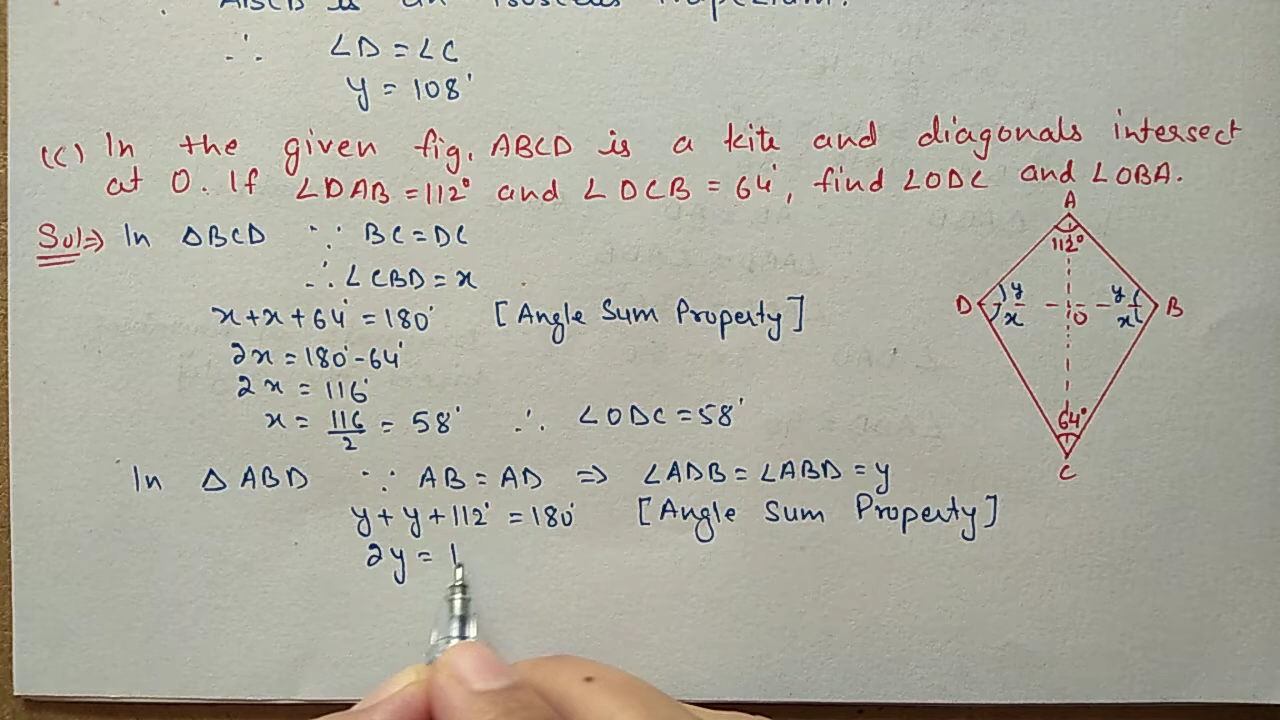 ∴ ∠D = ∠C
y = 108°
(c) In the given fig. ABCD is a kite and diagonals intersect
at O. If ∠DAB = 112° and ∠DCB = 64°, find ∠ODC and ∠OBA.
Sol⇒ In △BCD ∵ BC = DC
∴ ∠CBD = x
x + x + 64° = 180° [Angle Sum Property]
2x = 180° - 64°
2x = 116°
x = 116/2 = 58° ∴ ∠ODC = 58°
In △ABD ∵ AB = AD ⇒ ∠ADB = ∠ABD = y
y + y + 112° = 180° [Angle Sum Property]
2y = 1
A
112°
D y y B
x O x
64°
C